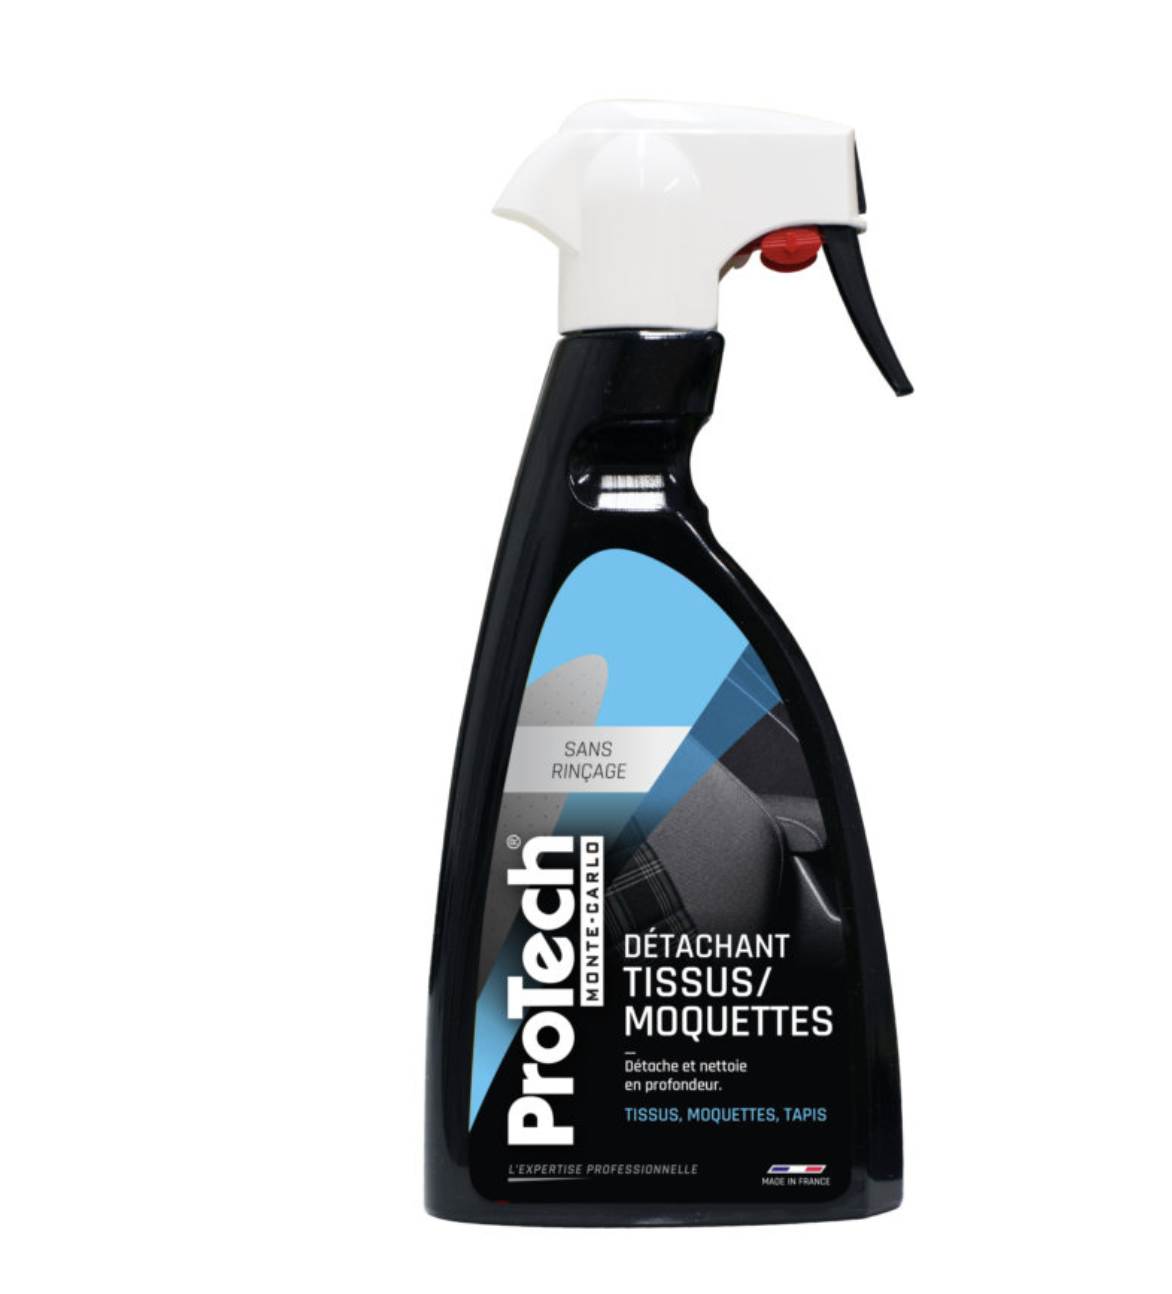 SANS
RINÇAGE
ProTech®
MONTE-CARLO
DÉTACHANT
TISSUS/
MOQUETTES
Détache et nettoie
en profondeur.
TISSUS, MOQUETTES, TAPIS
L'EXPERTISE PROFESSIONNELLE
MADE IN FRANCE